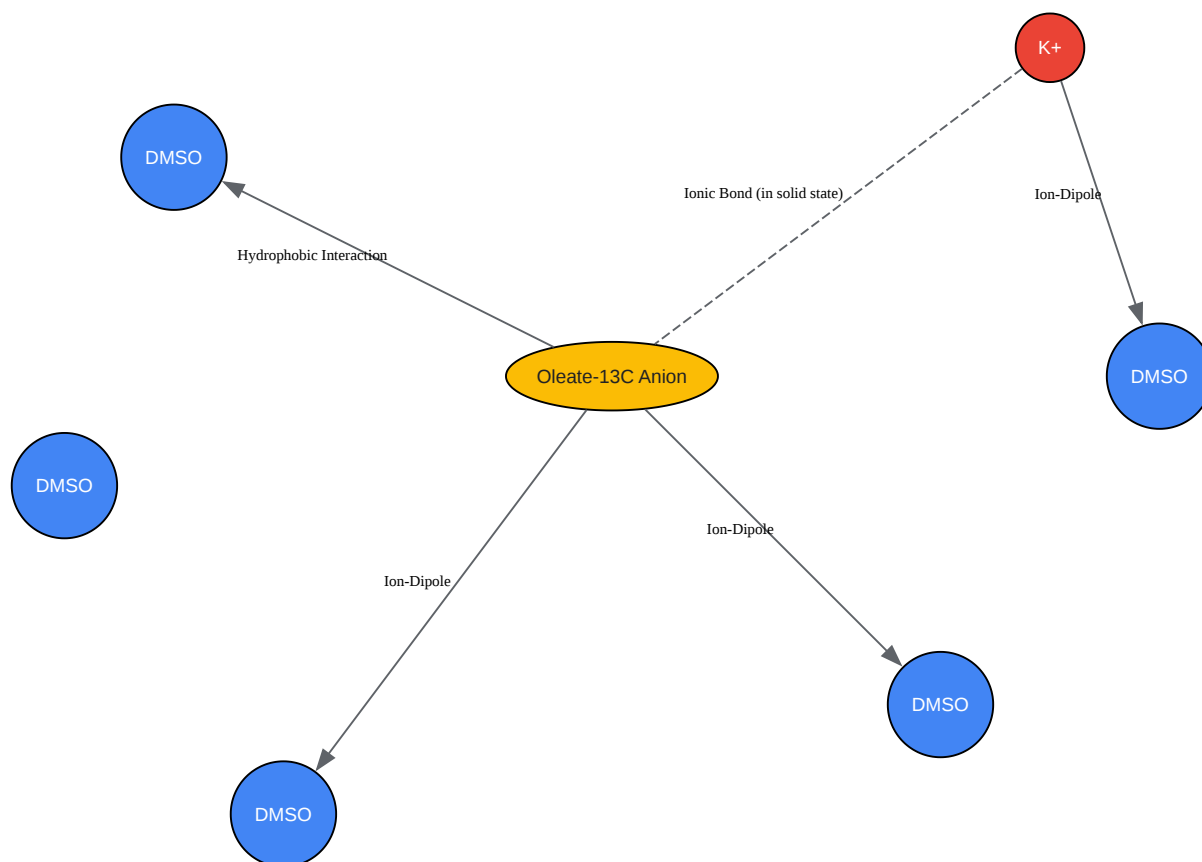 K+
DMSO
Ionic Bond (in solid state)
Ion-Dipole
Hydrophobic Interaction
Oleate-13C Anion
DMSO
DMSO
Ion-Dipole
Ion-Dipole
DMSO
DMSO